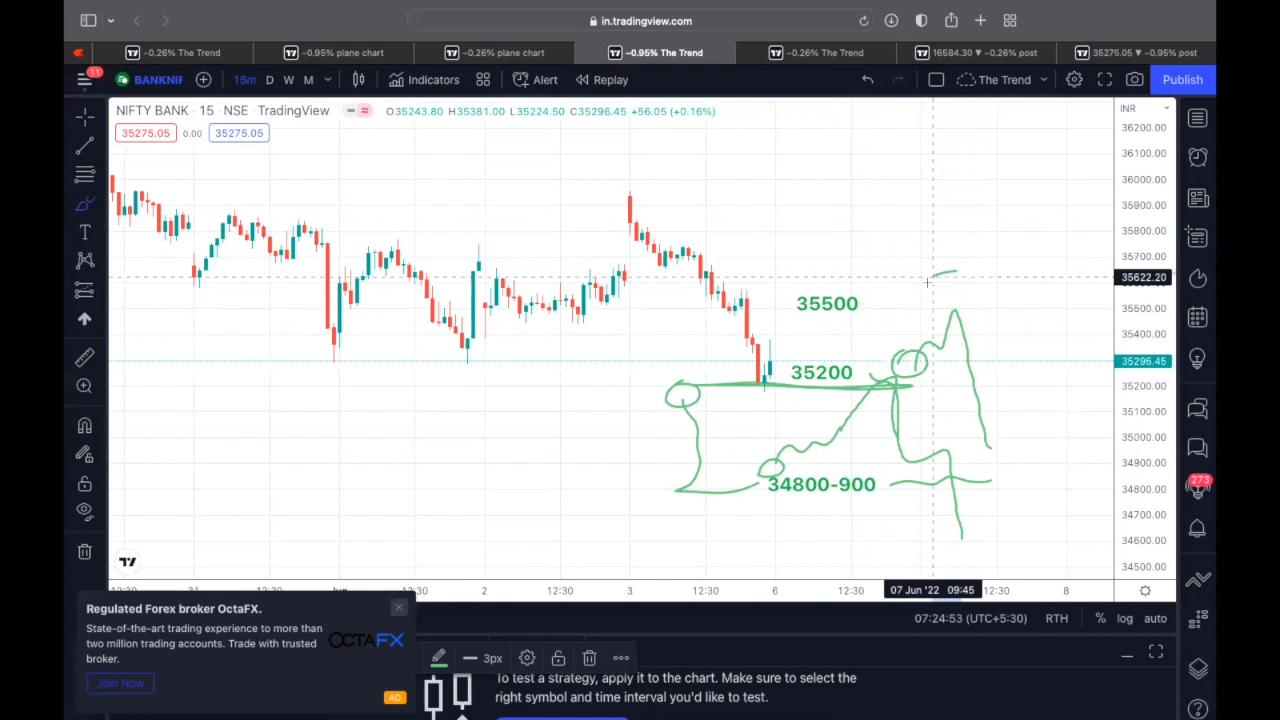 in.tradingview.com
−0.26% The Trend
−0.95% plane chart
−0.26% plane chart
−0.95% The Trend
−0.26% The Trend
16584.30 ▼ −0.26% post
35275.05 ▼ −0.95% post
11
BANKNIF
15m
D
W
M
Indicators
Alert
Replay
The Trend
Publish
NIFTY BANK · 15 · NSE · TradingView
O35243.80 H35381.00 L35224.50 C35296.45 +56.05 (+0.16%)
INR
35275.05
0.00
35275.05
36200.00
36100.00
36000.00
35900.00
35800.00
35700.00
35622.20
35500.00
35400.00
35296.45
35200.00
35100.00
35000.00
34900.00
34800.00
34700.00
34600.00
34500.00
35500
35200
34800-900
273
12:30
2
12:30
3
12:30
6
12:30
07 Jun '22 09:45
12:30
8
07:24:53 (UTC+5:30)
RTH
%
log
auto
Regulated Forex broker OctaFX.
State-of-the-art trading experience to more than
two million trading accounts. Trade with trusted
broker.
OCTAFX
Join Now
AD
3px
To test a strategy, apply it to the chart. Make sure to select the
right symbol and time interval you'd like to test.